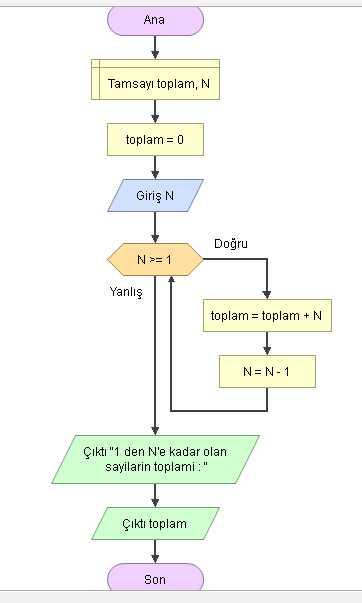 Ana
Tamsayı toplam, N
toplam = 0
Giriş N
N >= 1
Doğru
Yanlış
toplam = toplam + N
N = N - 1
Çıktı "1 den N'e kadar olan
sayilarin toplami : "
Çıktı toplam
Son